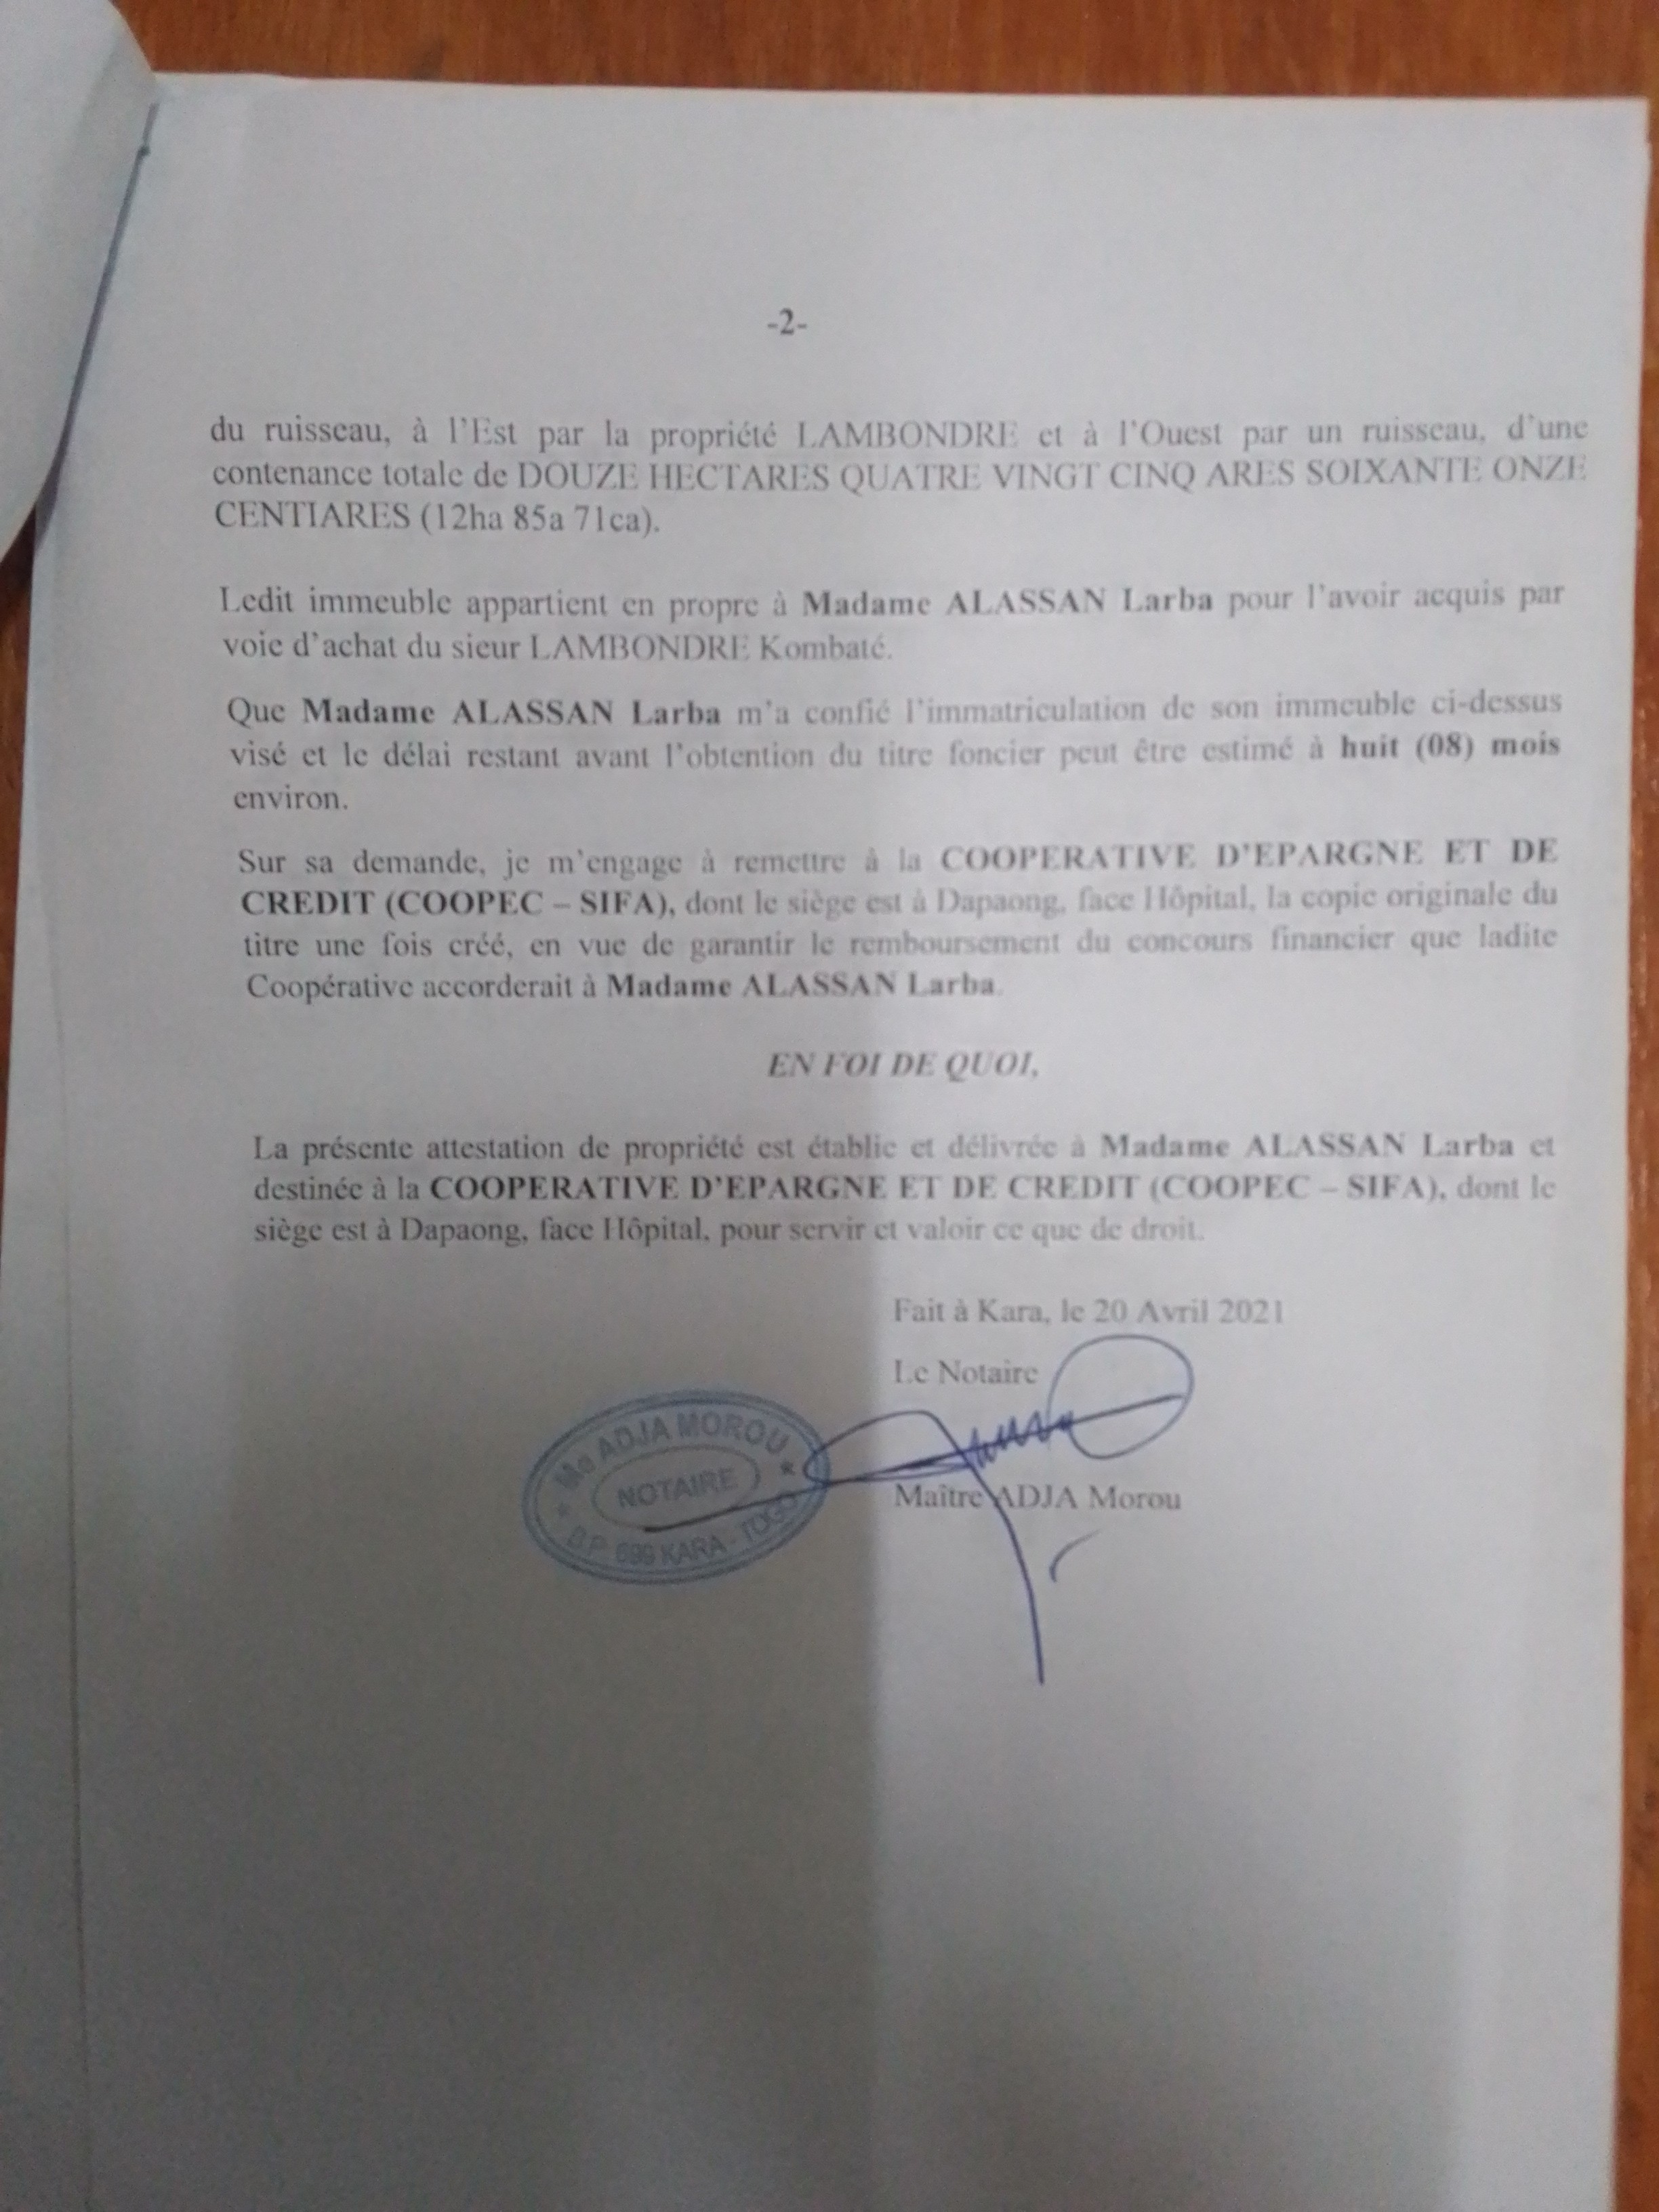 -2-
du ruisseau, à l'Est par la propriété LAMBONDRE et à l'Ouest par un ruisseau, d'une
contenance totale de DOUZE HECTARES QUATRE VINGT CINQ ARES SOIXANTE ONZE
CENTIARES (12ha 85a 71ca).
Ledit immeuble appartient en propre à Madame ALASSAN Larba pour l'avoir acquis par
voie d'achat du sieur LAMBONDRE Kombaté.
Que Madame ALASSAN Larba m'a confié l'immatriculation de son immeuble ci-dessus
visé et le délai restant avant l'obtention du titre foncier peut être estimé à huit (08) mois
environ.
Sur sa demande, je m'engage à remettre à la COOPERATIVE D'EPARGNE ET DE
CREDIT (COOPEC – SIFA), dont le siège est à Dapaong, face Hôpital, la copie originale du
titre une fois créé, en vue de garantir le remboursement du concours financier que ladite
Coopérative accorderait à Madame ALASSAN Larba.
EN FOI DE QUOI,
La présente attestation de propriété est établie et délivrée à Madame ALASSAN Larba et
destinée à la COOPERATIVE D'EPARGNE ET DE CREDIT (COOPEC – SIFA), dont le
siège est à Dapaong, face Hôpital, pour servir et valoir ce que de droit.
Fait à Kara, le 20 Avril 2021
Le Notaire
Me ADJA MOROU
NOTAIRE
B.P. 699 KARA - TOGO
Maître ADJA Morou